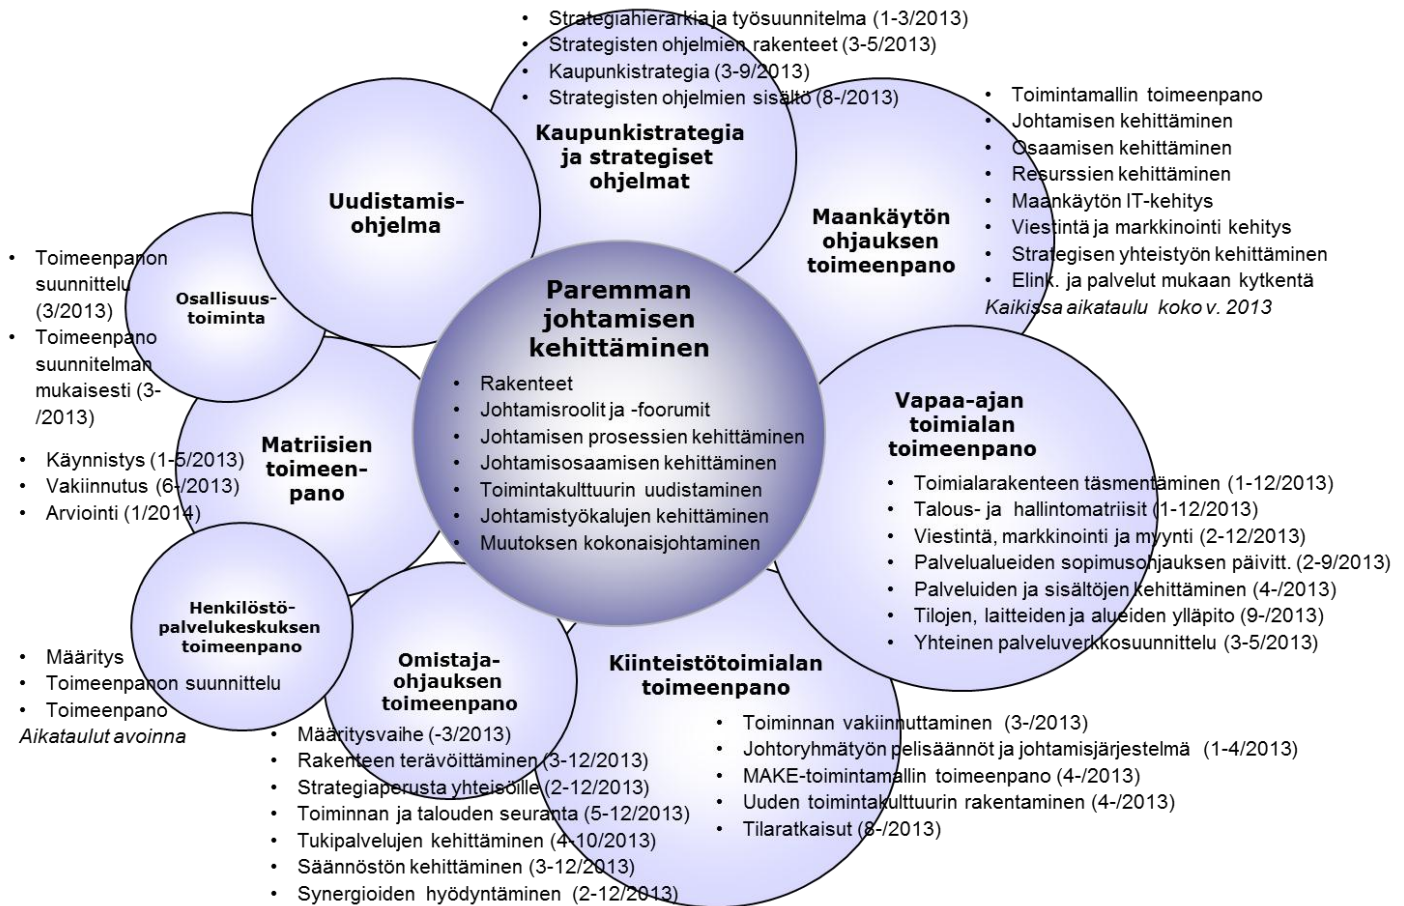 • Strategiahierarkia ja työsuunnitelma (1-3/2013)
• Strategisten ohjelmien rakenteet (3-5/2013)
• Kaupunkistrategia (3-9/2013)
• Strategisten ohjelmien sisältö (8-/2013)
Kaupunkistrategia
ja strategiset
ohjelmat
• Toimintamallin toimeenpano
• Johtamisen kehittäminen
• Osaamisen kehittäminen
• Resurssien kehittäminen
• Maankäytön IT-kehitys
• Viestintä ja markkinointi kehitys
• Strategisen yhteistyön kehittäminen
• Elink. ja palvelut mukaan kytkentä
Kaikissa aikataulu koko v. 2013
Maankäytön
ohjauksen
toimeenpano
Uudistamis-
ohjelma
• Toimeenpanon
suunnittelu
(3/2013)
• Toimeenpano
suunnitelman
mukaisesti (3-
/2013)
Osallisuus-
toiminta
Paremman
johtamisen
kehittäminen
• Rakenteet
• Johtamisroolit ja -foorumit
• Johtamisen prosessien kehittäminen
• Johtamisosaamisen kehittäminen
• Toimintakulttuurin uudistaminen
• Johtamistyökalujen kehittäminen
• Muutoksen kokonaisjohtaminen
Vapaa-ajan
toimialan
toimeenpano
• Toimialarakenteen täsmentäminen (1-12/2013)
• Talous- ja hallintomatriisit (1-12/2013)
• Viestintä, markkinointi ja myynti (2-12/2013)
• Palvelualueiden sopimusohjauksen päivitt. (2-9/2013)
• Palveluiden ja sisältöjen kehittäminen (4-/2013)
• Tilojen, laitteiden ja alueiden ylläpito (9-/2013)
• Yhteinen palveluverkkosuunnittelu (3-5/2013)
Matriisien
toimeen-
pano
• Käynnistys (1-5/2013)
• Vakiinnutus (6-/2013)
• Arviointi (1/2014)
Henkilöstö-
palvelukeskuksen
toimeenpano
• Määritys
• Toimeenpanon suunnittelu
• Toimeenpano
Aikataulut avoinna
Omistaja-
ohjauksen
toimeenpano
• Määritysvaihe (-3/2013)
• Rakenteen terävöittäminen (3-12/2013)
• Strategiaperusta yhteisöille (2-12/2013)
• Toiminnan ja talouden seuranta (5-12/2013)
• Tukipalvelujen kehittäminen (4-10/2013)
• Säännöstön kehittäminen (3-12/2013)
• Synergioiden hyödyntäminen (2-12/2013)
Kiinteistötoimialan
toimeenpano
• Toiminnan vakiinnuttaminen (3-/2013)
• Johtoryhmätyön pelisäännöt ja johtamisjärjestelmä (1-4/2013)
• MAKE-toimintamallin toimeenpano (4-/2013)
• Uuden toimintakulttuurin rakentaminen (4-/2013)
• Tilaratkaisut (8-/2013)